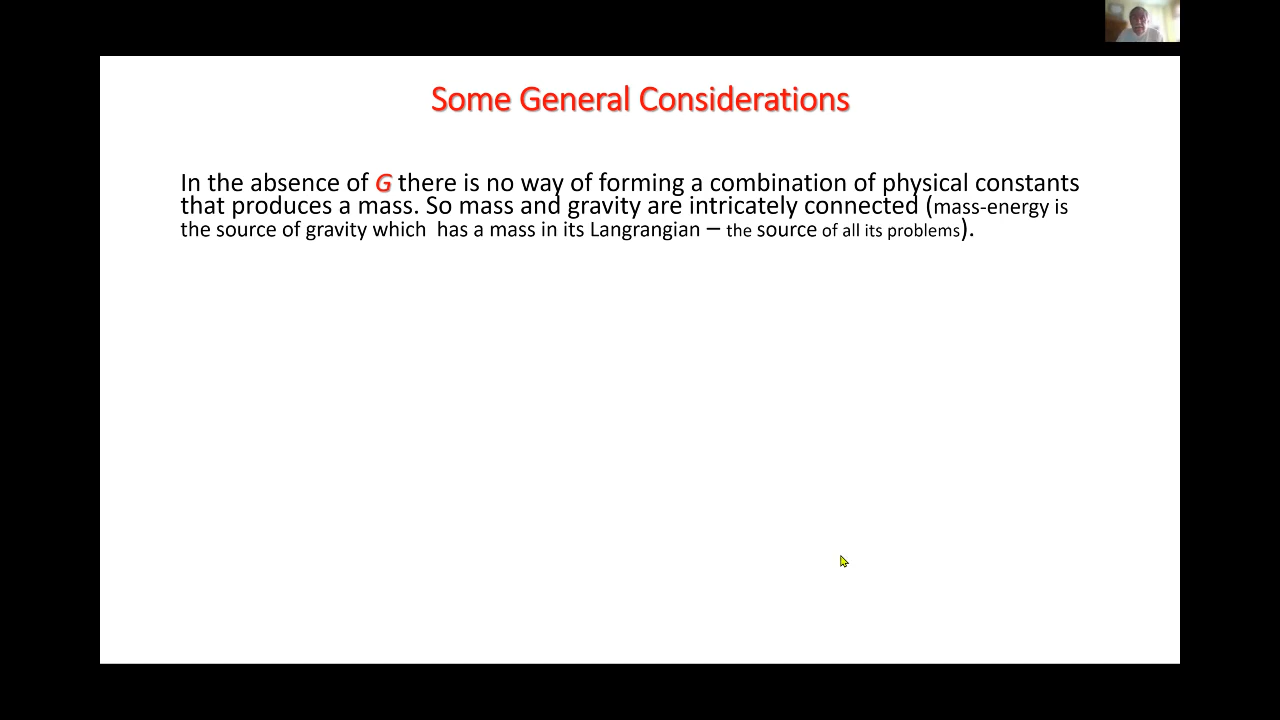 Some General Considerations
In the absence of G there is no way of forming a combination of physical constants
that produces a mass. So mass and gravity are intricately connected (mass-energy is
the source of gravity which  has a mass in its Langrangian – the source of all its problems).